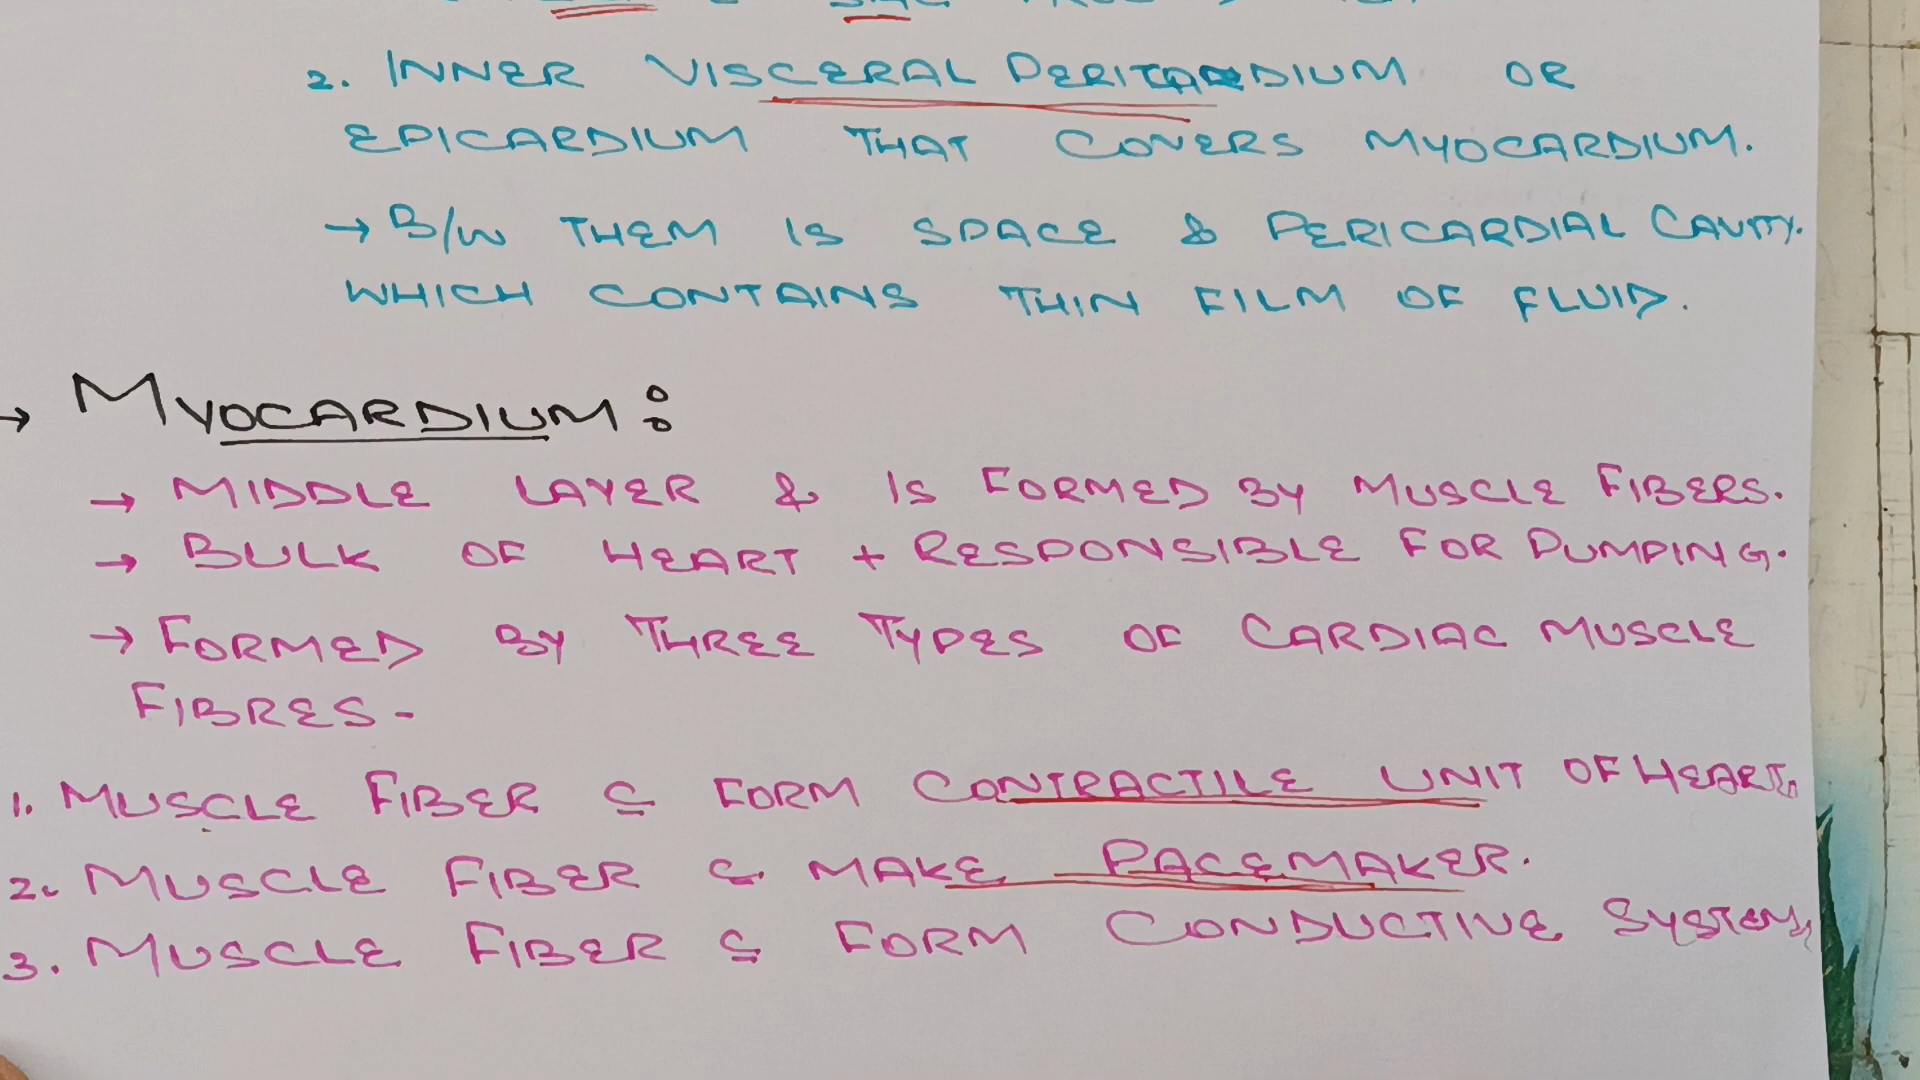 2. INNER VISCERAL PERICARDIUM OR
EPICARDIUM THAT COVERS MYOCARDIUM.
→ B/W THEM IS SPACE & PERICARDIAL CAVITY.
WHICH CONTAINS THIN FILM OF FLUID.
→ MYOCARDIUM:
→ MIDDLE LAYER & IS FORMED BY MUSCLE FIBERS.
→ BULK OF HEART + RESPONSIBLE FOR PUMPING.
→ FORMED BY THREE TYPES OF CARDIAC MUSCLE
FIBRES-
1. MUSCLE FIBER C FORM CONTRACTILE UNIT OF HEART.
2. MUSCLE FIBER C MAKE PACEMAKER.
3. MUSCLE FIBER C FORM CONDUCTIVE SYSTEM